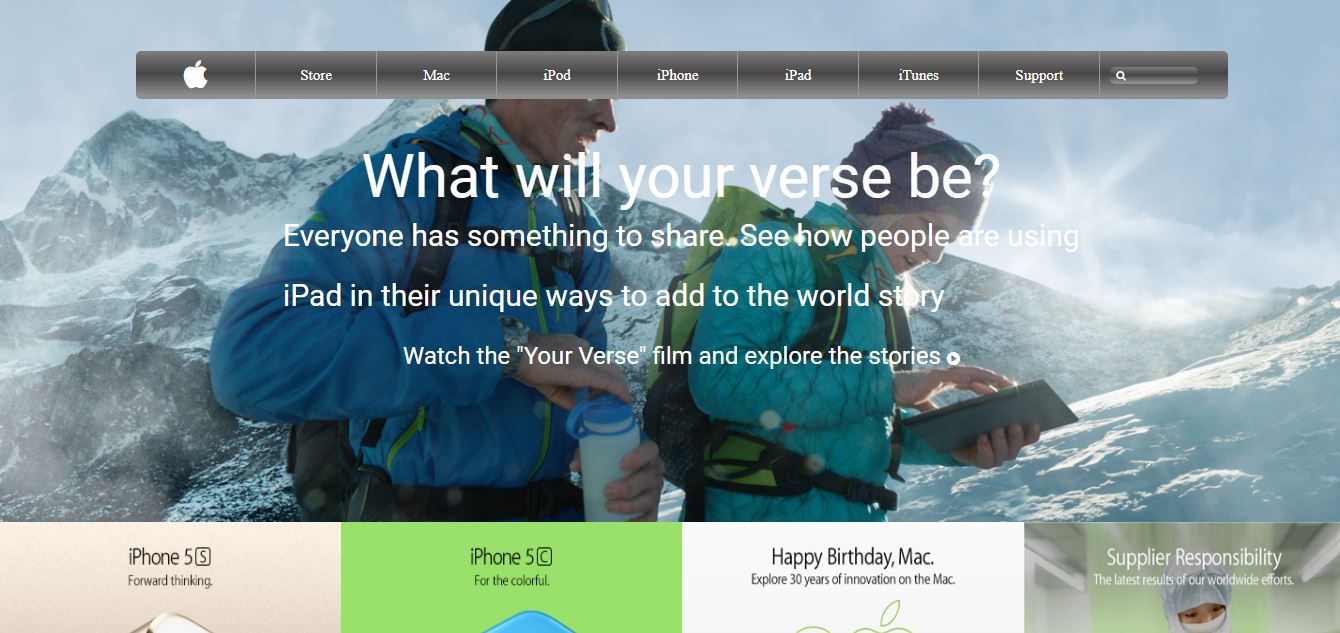 Store Mac iPod iPhone iPad iTunes Support
What will your verse be?
Everyone has something to share. See how people are using
iPad in their unique ways to add to the world story
Watch the "Your Verse" film and explore the stories
iPhone 5S
Forward thinking.
iPhone 5C
For the colorful.
Happy Birthday, Mac.
Explore 30 years of innovation on the Mac.
Supplier Responsibility
The latest results of our worldwide efforts.